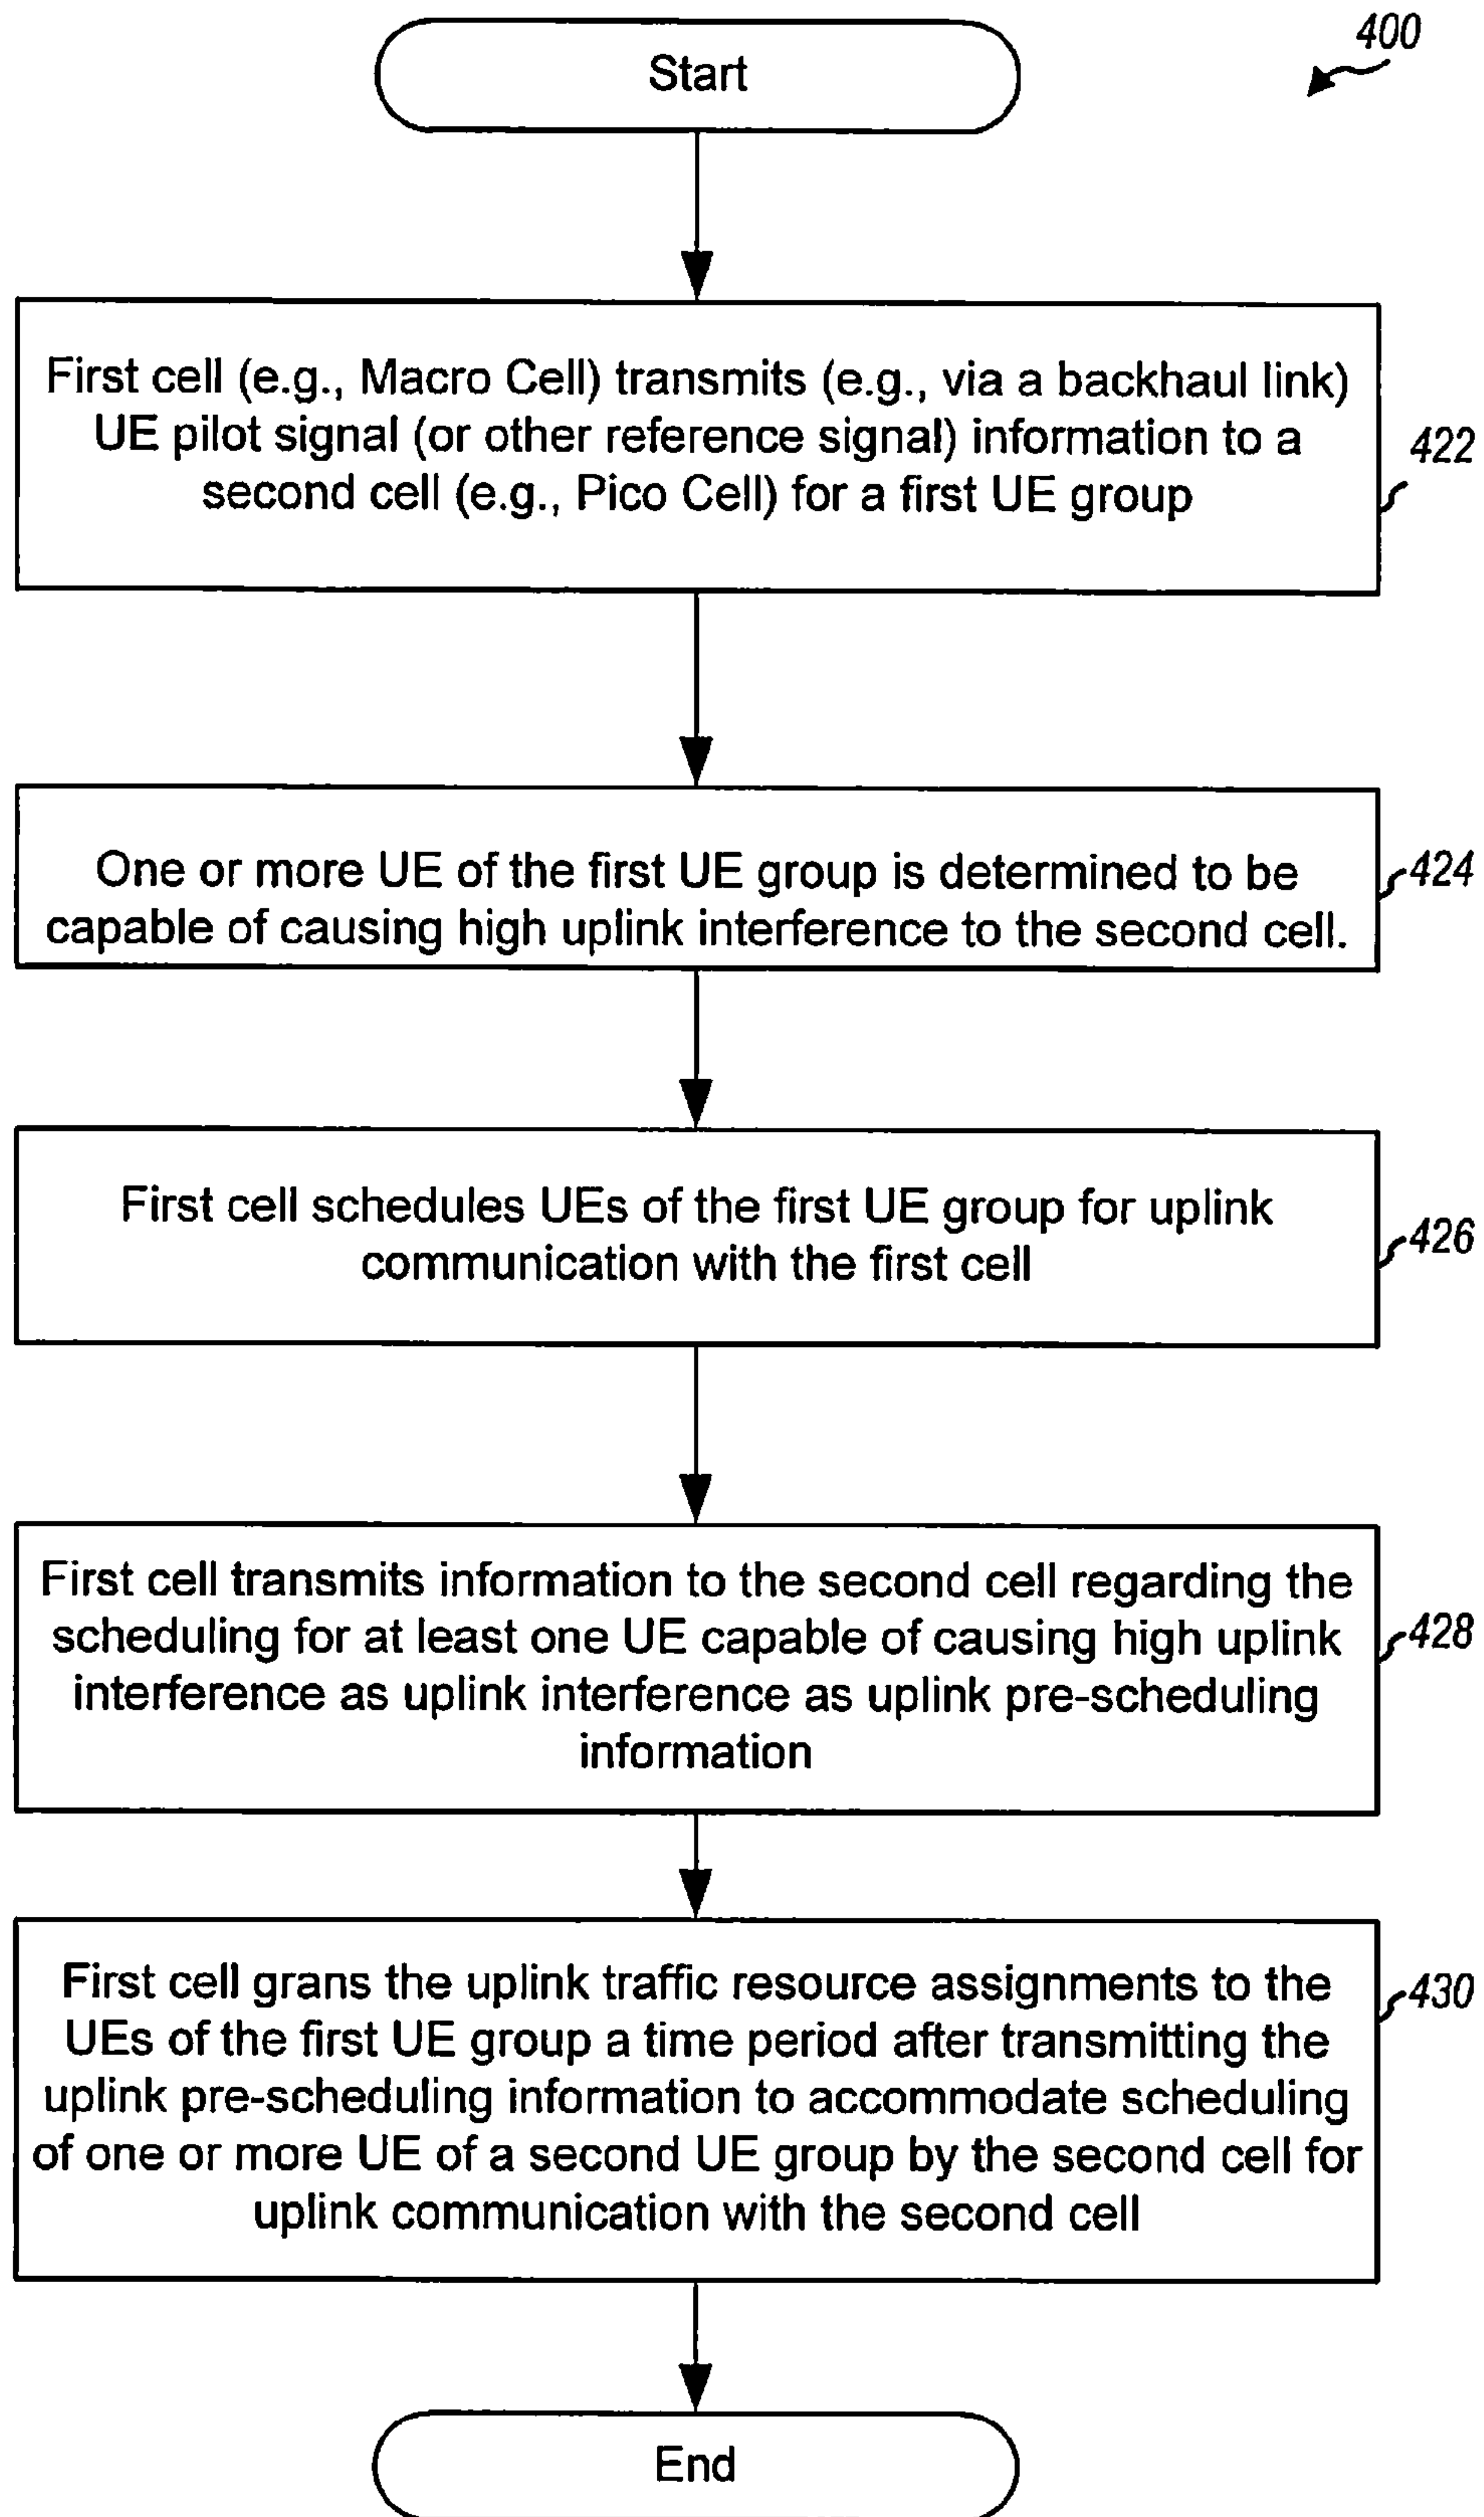 Start
400
First cell (e.g., Macro Cell) transmits (e.g., via a backhaul link)
UE pilot signal (or other reference signal) information to a
second cell (e.g., Pico Cell) for a first UE group
422
One or more UE of the first UE group is determined to be
capable of causing high uplink interference to the second cell.
424
First cell schedules UEs of the first UE group for uplink
communication with the first cell
426
First cell transmits information to the second cell regarding the
scheduling for at least one UE capable of causing high uplink
interference as uplink interference as uplink pre-scheduling
information
428
First cell grans the uplink traffic resource assignments to the
UEs of the first UE group a time period after transmitting the
uplink pre-scheduling information to accommodate scheduling
of one or more UE of a second UE group by the second cell for
uplink communication with the second cell
430
End